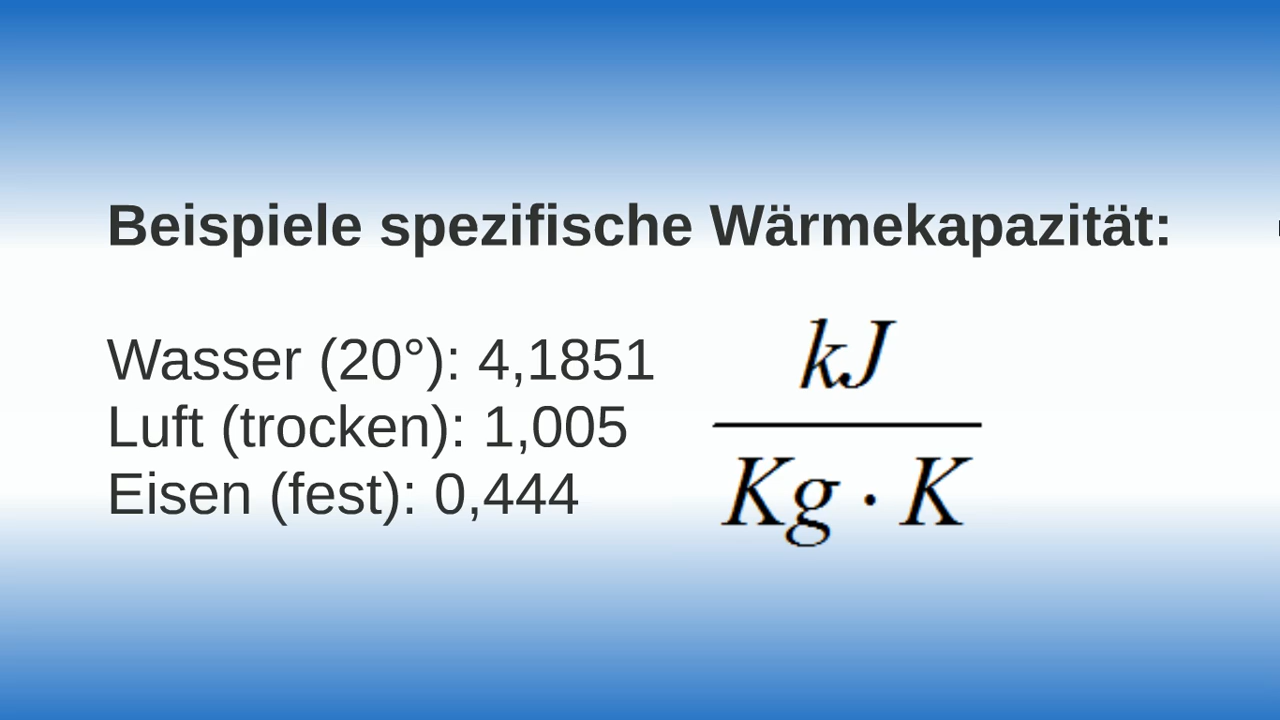 Beispiele spezifische Wärmekapazität:
Wasser (20°): 4,1851
Luft (trocken): 1,005
Eisen (fest): 0,444
kJ
Kg · K